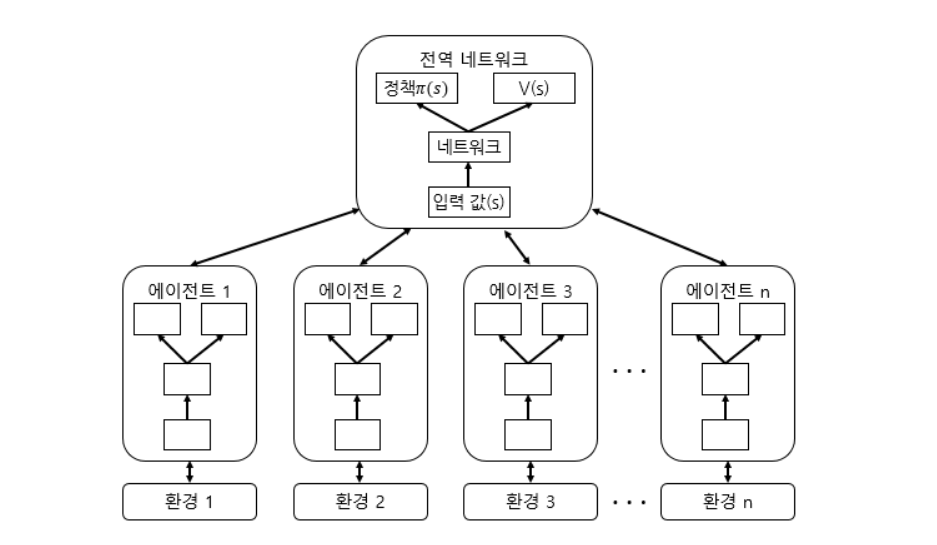 전역 네트워크
정책π(s)
V(s)
네트워크
입력 값(s)
에이전트 1
에이전트 2
에이전트 3
에이전트 n
. . .
환경 1
환경 2
환경 3
. . .
환경 n